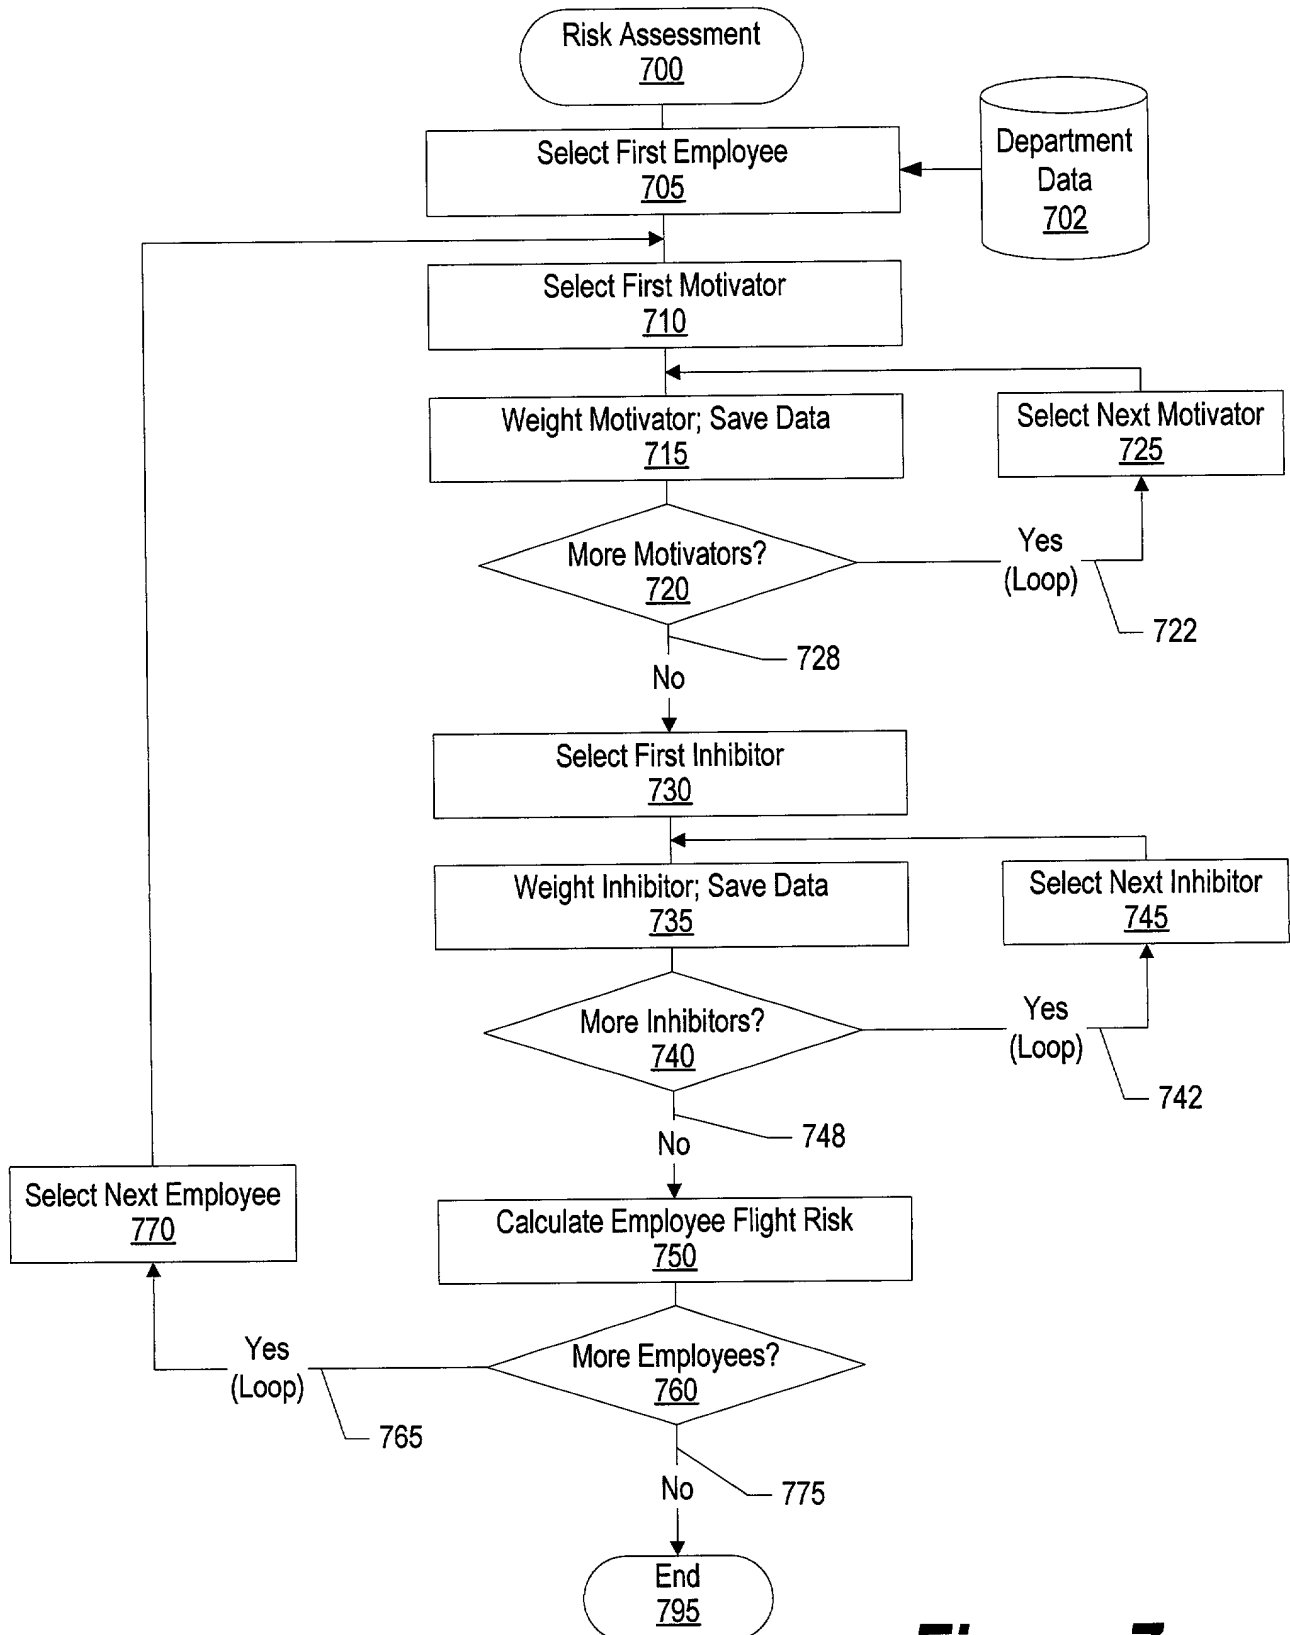 Risk Assessment
700
Department
Data
702
Select First Employee
705
Select First Motivator
710
Weight Motivator; Save Data
715
Select Next Motivator
725
More Motivators?
720
Yes
(Loop)
722
728
No
Select First Inhibitor
730
Weight Inhibitor; Save Data
735
Select Next Inhibitor
745
More Inhibitors?
740
Yes
(Loop)
742
748
No
Select Next Employee
770
Calculate Employee Flight Risk
750
More Employees?
760
Yes
(Loop)
765
775
No
End
795